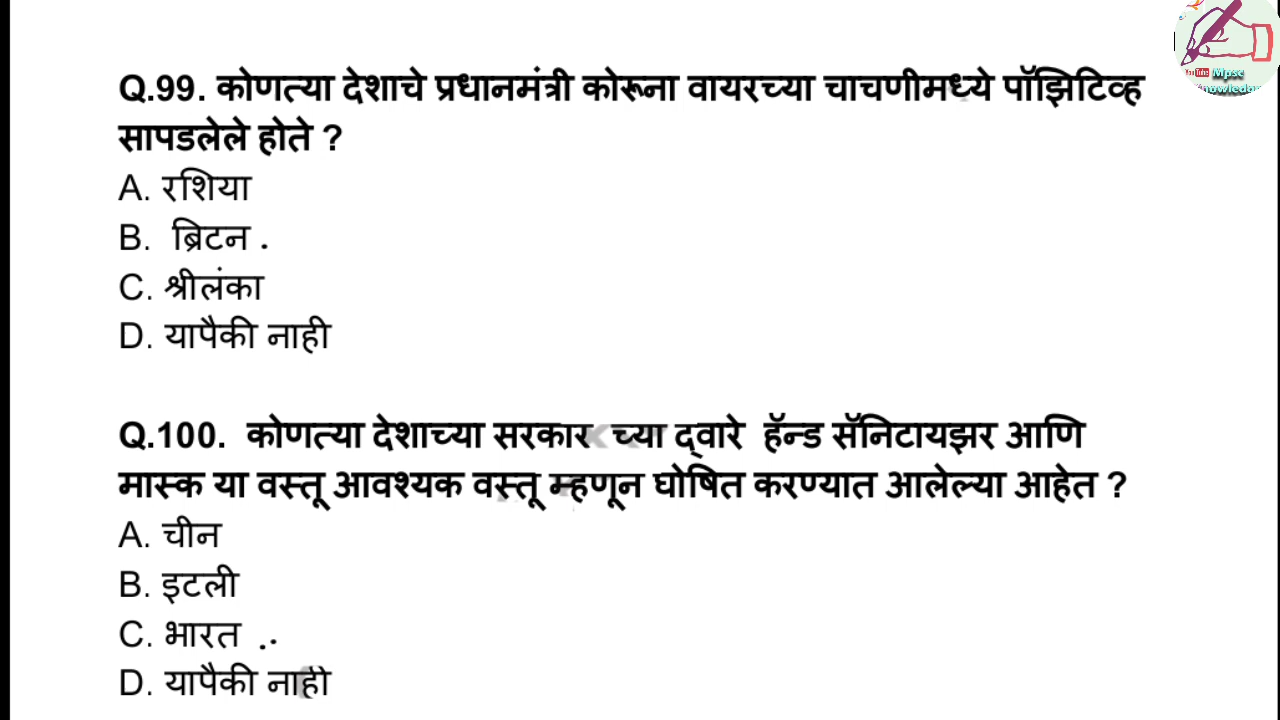 Q.99. कोणत्या देशाचे प्रधानमंत्री कोरूना वायरच्या चाचणीमध्ये पॉझिटिव्ह
सापडलेले होते ?
A. रशिया
B. ब्रिटन .
C. श्रीलंका
D. यापैकी नाही
Q.100. कोणत्या देशाच्या सरकार च्या द्वारे हॅन्ड सॅनिटायझर आणि
मास्क या वस्तू आवश्यक वस्तू म्हणून घोषित करण्यात आलेल्या आहेत ?
A. चीन
B. इटली
C. भारत ..
D. यापैकी नाही
Mpsc